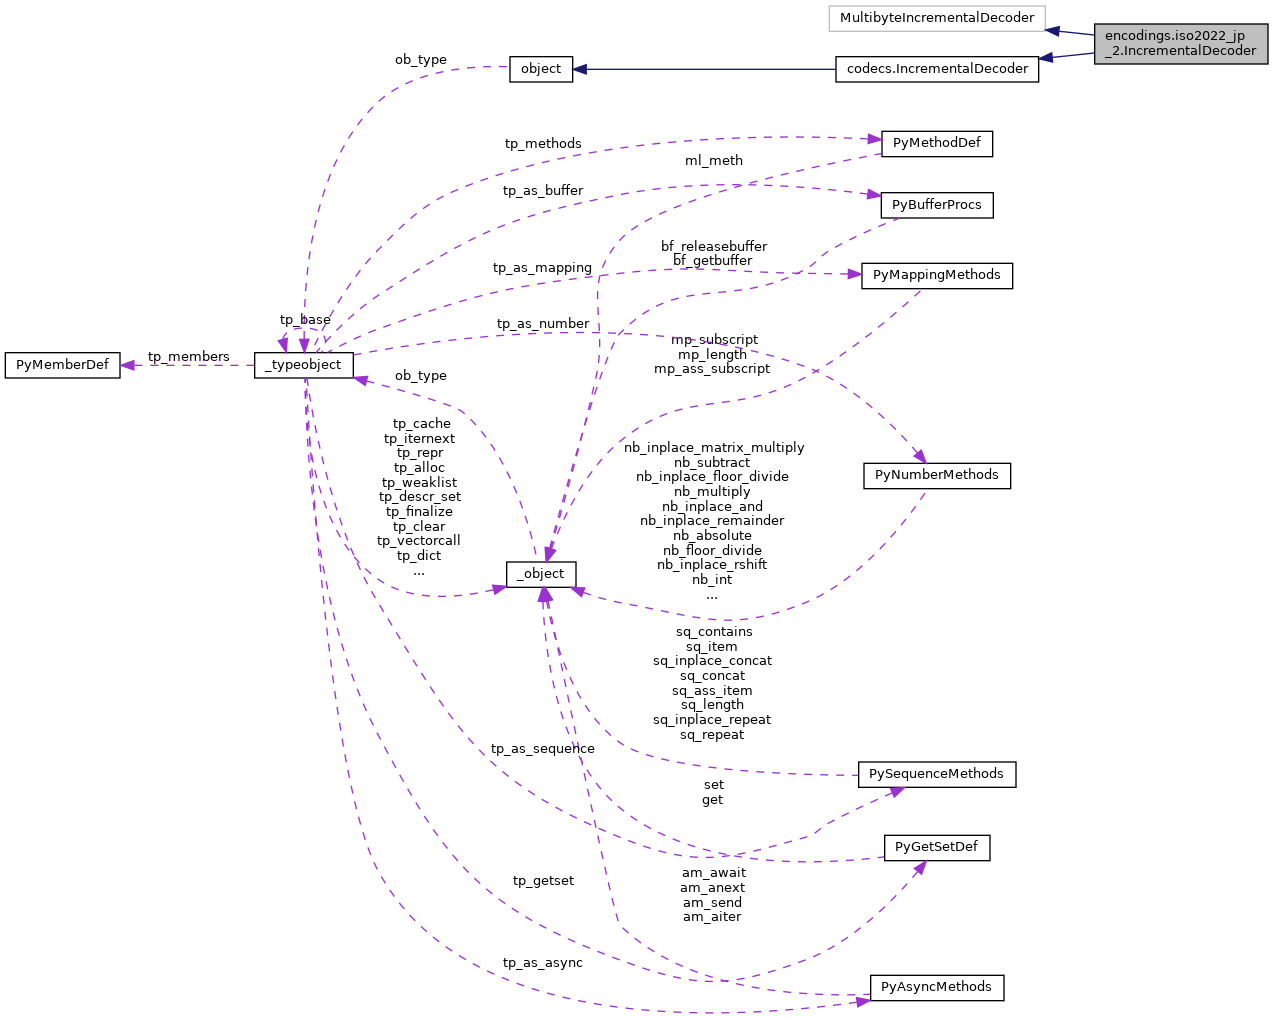 MultibyteIncrementalDecoder
encodings.iso2022_jp
_2.IncrementalDecoder
ob_type
object
codecs.IncrementalDecoder
tp_methods
PyMethodDef
ml_meth
tp_as_buffer
PyBufferProcs
bf_releasebuffer
bf_getbuffer
tp_as_mapping
PyMappingMethods
tp_base
tp_as_number
mp_subscript
mp_length
mp_ass_subscript
PyMemberDef
tp_members
_typeobject
ob_type
tp_cache
tp_iternext
tp_repr
tp_alloc
tp_weaklist
tp_descr_set
tp_finalize
tp_clear
tp_vectorcall
tp_dict
...
nb_inplace_matrix_multiply
nb_subtract
nb_inplace_floor_divide
nb_multiply
nb_inplace_and
nb_inplace_remainder
nb_absolute
nb_floor_divide
nb_inplace_rshift
nb_int
...
PyNumberMethods
_object
sq_contains
sq_item
sq_inplace_concat
sq_concat
sq_ass_item
sq_length
sq_inplace_repeat
sq_repeat
tp_as_sequence
PySequenceMethods
set
get
PyGetSetDef
tp_getset
am_await
am_anext
am_send
am_aiter
tp_as_async
PyAsyncMethods